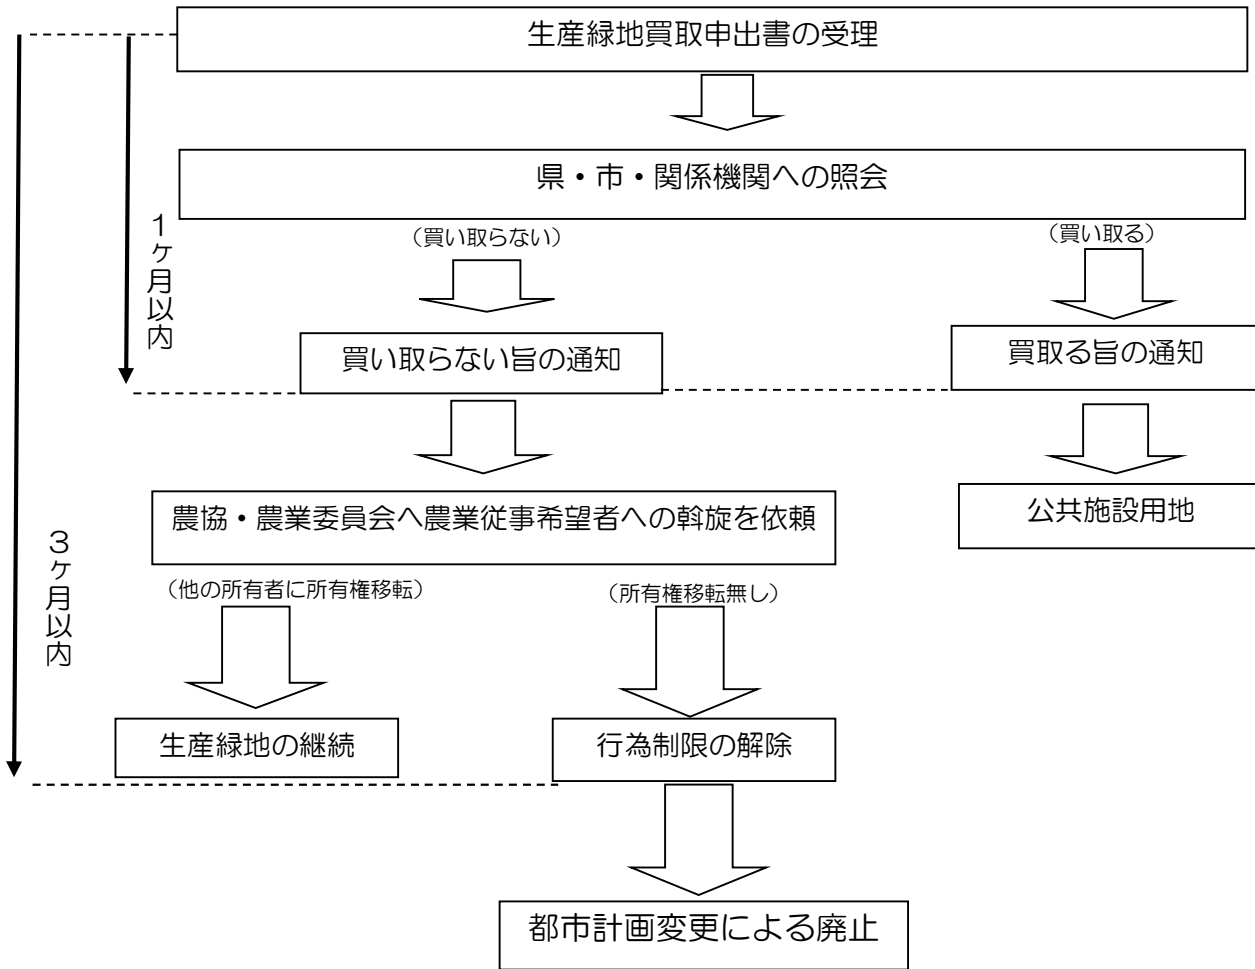 生産緑地買取申出書の受理
県・市・関係機関への照会
１ヶ月以内
（買い取らない）
（買い取る）
買い取らない旨の通知
買取る旨の通知
農協・農業委員会へ農業従事希望者への斡旋を依頼
公共施設用地
３ヶ月以内
（他の所有者に所有権移転）
（所有権移転無し）
生産緑地の継続
行為制限の解除
都市計画変更による廃止